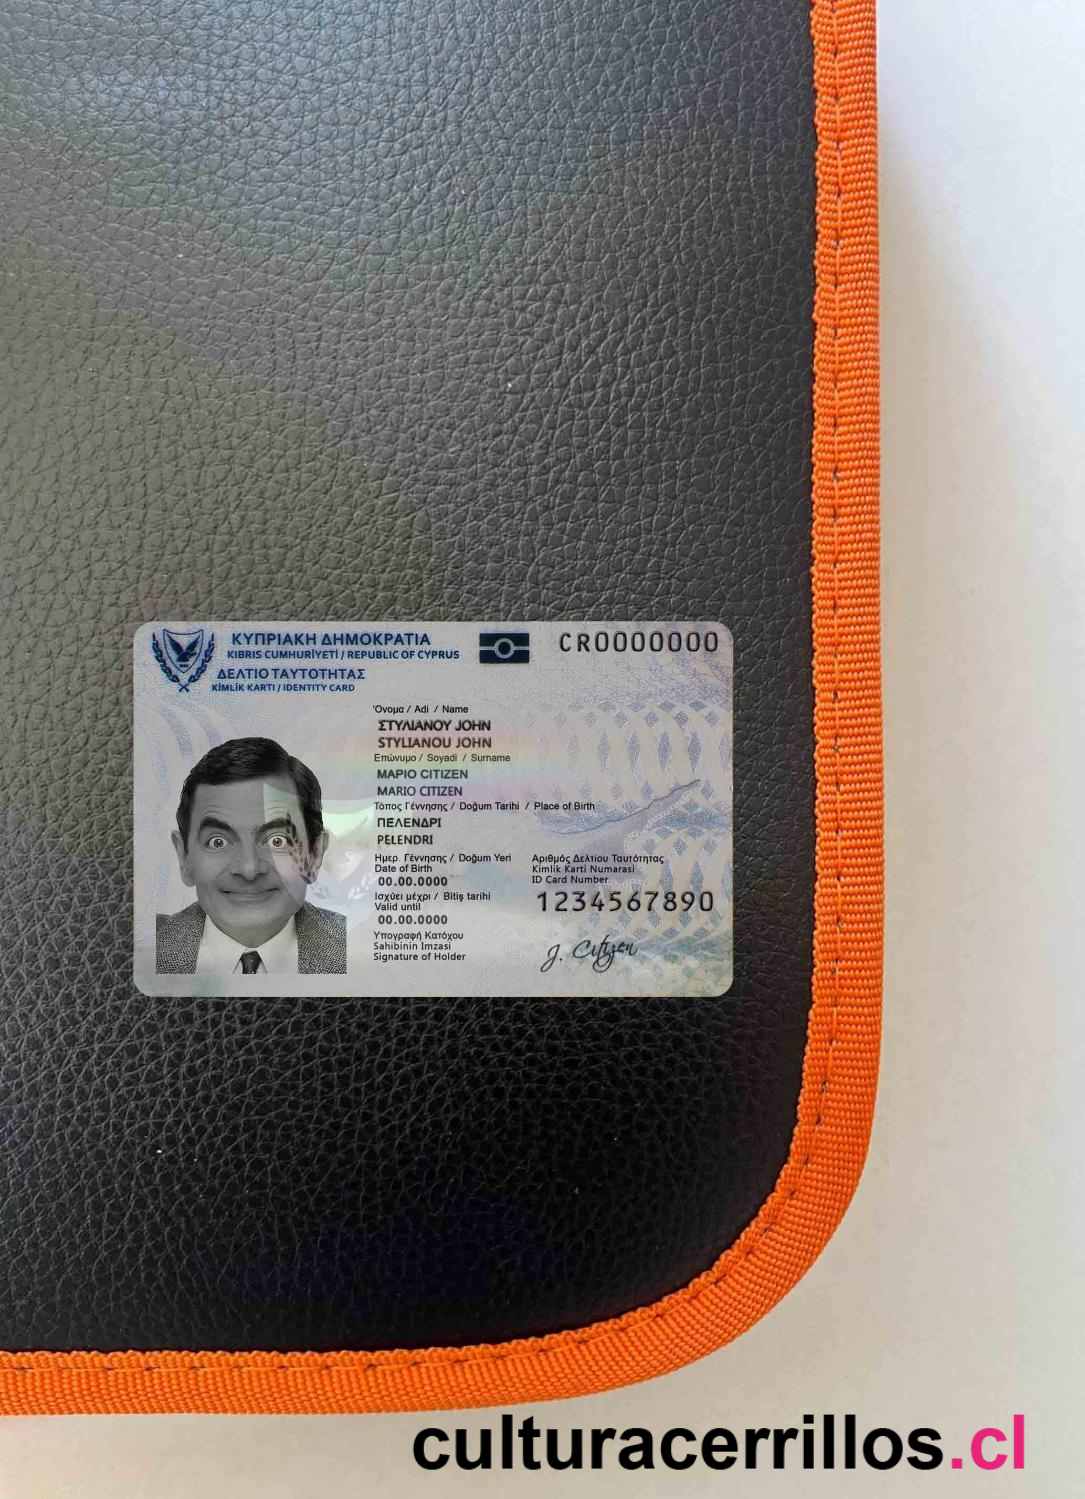 ΚΥΠΡΙΑΚΗ ΔΗΜΟΚΡΑΤΙΑ
KIBRIS CUMHURİYETİ / REPUBLIC OF CYPRUS
ΔΕΛΤΙΟ ΤΑΥΤΟΤΗΤΑΣ
KİMLİK KARTI / IDENTITY CARD
CR0000000
Όνομα / Adi / Name
ΣΤΥΛΙΑΝΟΥ JOHN
STYLIANOU JOHN
Επώνυμο / Soyadi / Surname
ΜΑΡΙΟ CITIZEN
MARIO CITIZEN
Τόπος Γέννησης / Doğum Tarihi / Place of Birth
ΠΕΛΕΝΔΡΙ
PELENDRI
Ημερ. Γέννησης / Doğum Yeri
Date of Birth
00.00.0000
Ισχύει μέχρι / Bitiş tarihi
Valid until
00.00.0000
Υπογραφή Κατόχου
Sahibinin Imzasi
Signature of Holder
Αριθμός Δελτίου Ταυτότητας
Kimlik Karti Numarasi
ID Card Number
1234567890
J. Citizen
culturacerrillos.cl